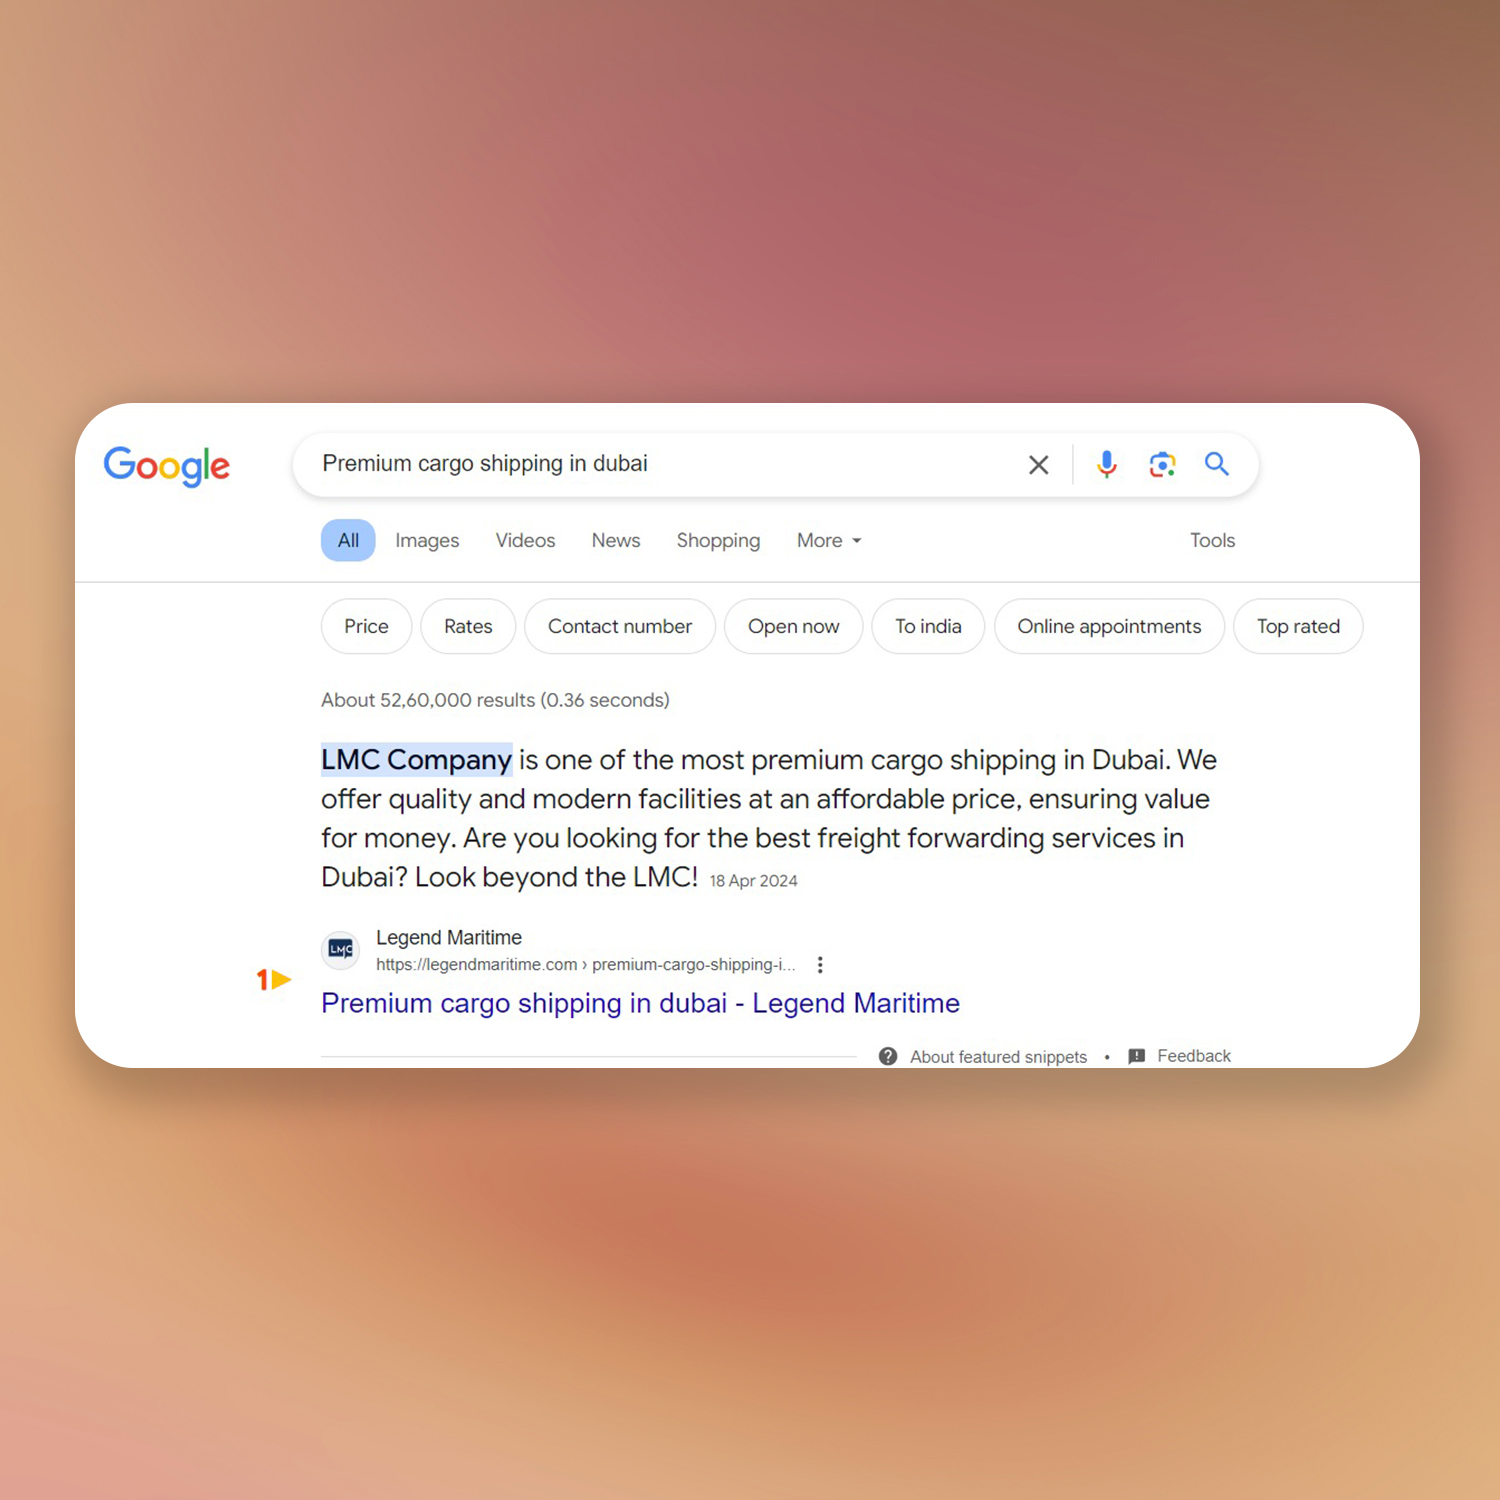 Google
Premium cargo shipping in dubai
All Images Videos News Shopping More Tools
Price Rates Contact number Open now To india Online appointments Top rated
About 52,60,000 results (0.36 seconds)
LMC Company is one of the most premium cargo shipping in Dubai. We
offer quality and modern facilities at an affordable price, ensuring value
for money. Are you looking for the best freight forwarding services in
Dubai? Look beyond the LMC! 18 Apr 2024
LMC
Legend Maritime
https://legendmaritime.com › premium-cargo-shipping-i...
1
Premium cargo shipping in dubai - Legend Maritime
About featured snippets • Feedback